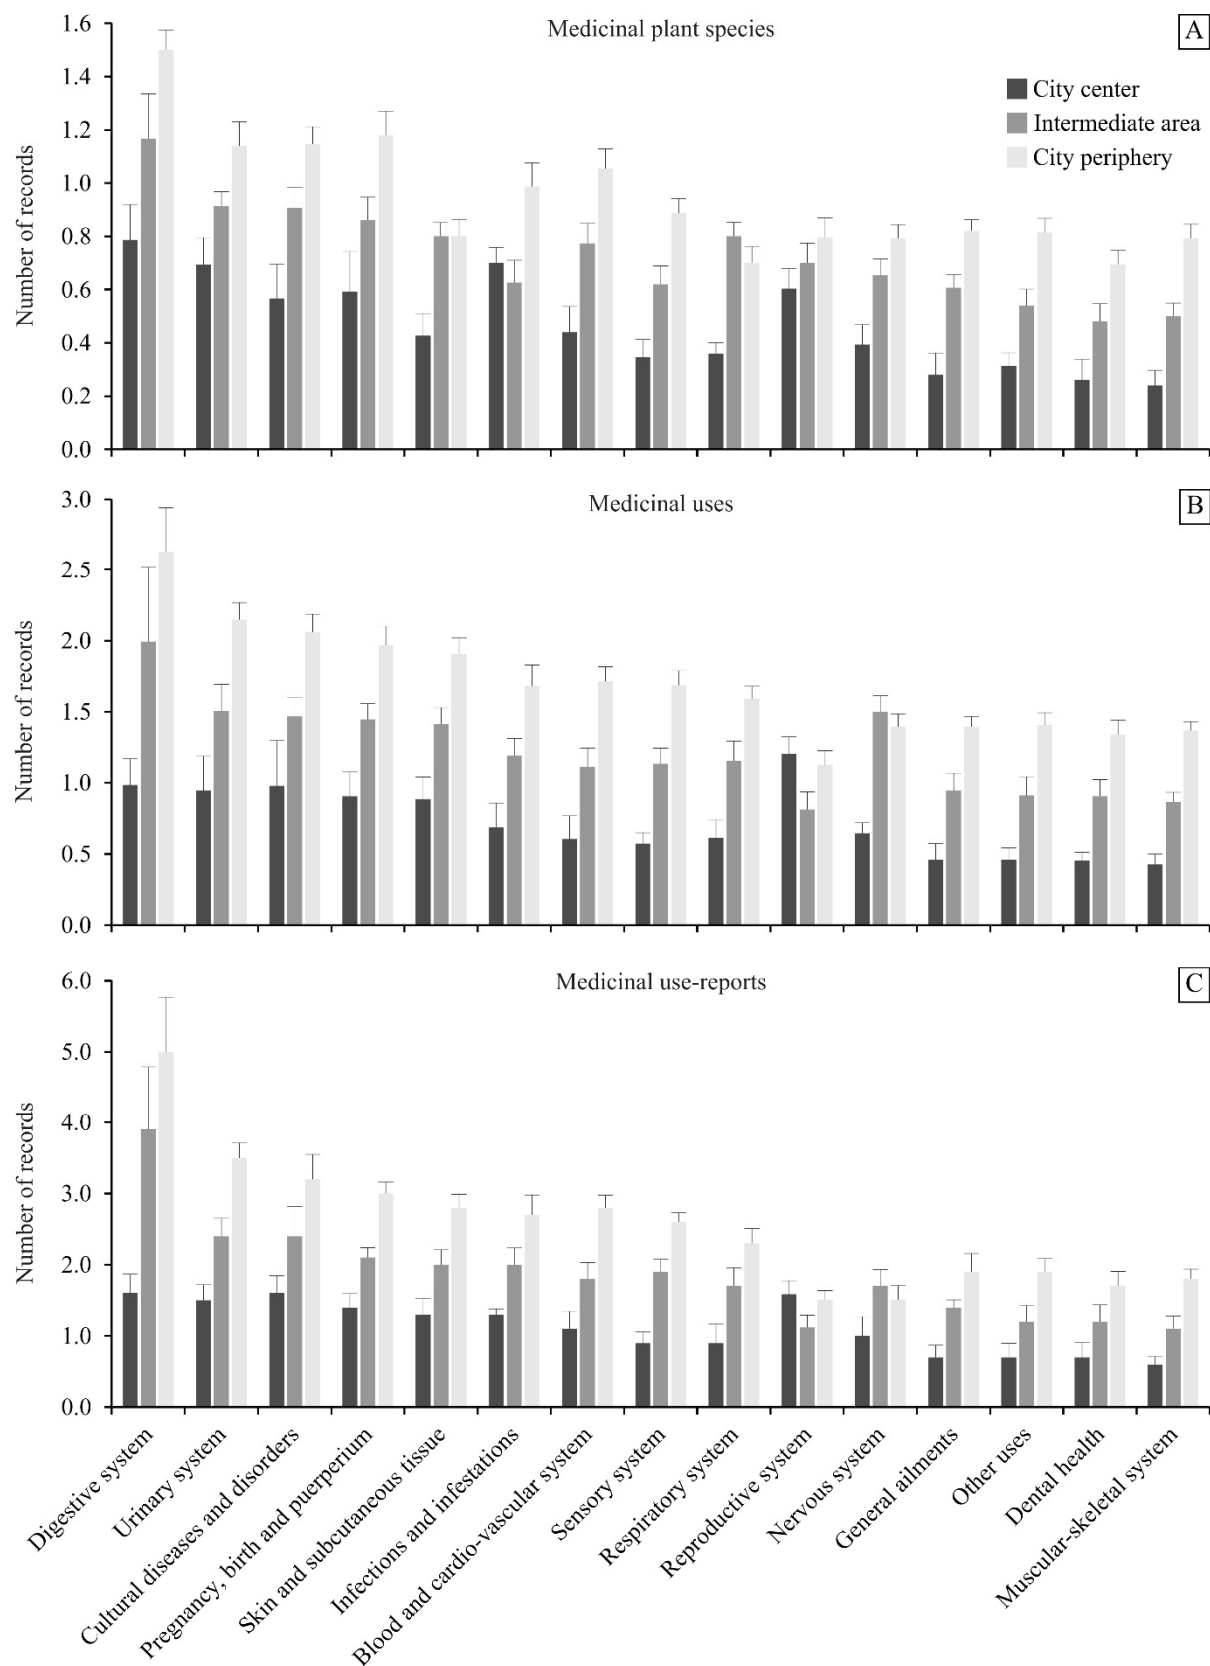 Medicinal plant species
A
City center
Intermediate area
City periphery
Number of records
1.6
1.4
1.2
1.0
0.8
0.6
0.4
0.2
0.0
Medicinal uses
B
Number of records
3.0
2.5
2.0
1.5
1.0
0.5
0.0
Medicinal use-reports
C
Number of records
6.0
5.0
4.0
3.0
2.0
1.0
0.0
Digestive system
Urinary system
Cultural diseases and disorders
Pregnancy, birth and puerperium
Skin and subcutaneous tissue
Infections and infestations
Blood and cardio-vascular system
Sensory system
Respiratory system
Reproductive system
Nervous system
General ailments
Other uses
Dental health
Muscular-skeletal system